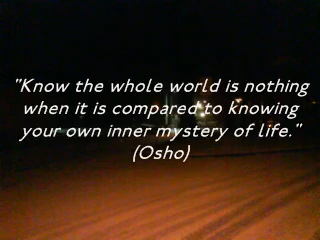 "Know the whole world is nothing
when it is compared to knowing
your own inner mystery of life."
(Osho)